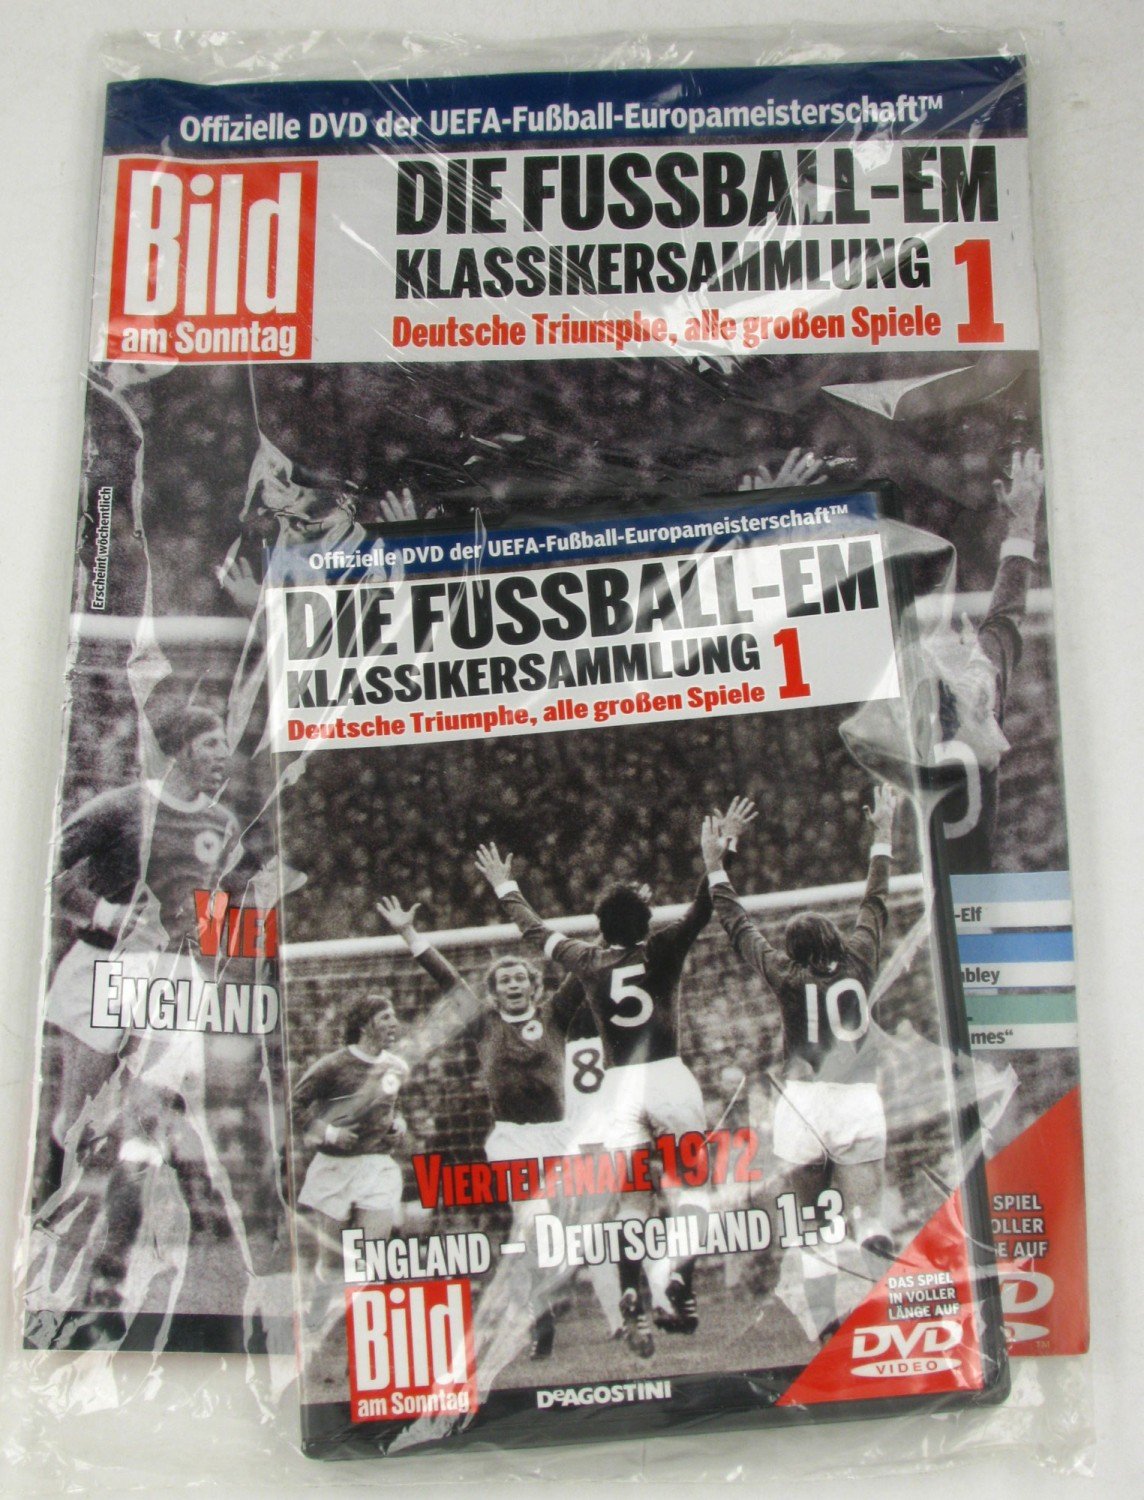 Offizielle DVD der UEFA-Fußball-Europameisterschaft™
Bild
am Sonntag
DIE FUSSBALL-EM
KLASSIKERSAMMLUNG 1
Deutsche Triumphe, alle großen Spiele
Erscheint wöchentlich
Offizielle DVD der UEFA-Fußball-Europameisterschaft™
DIE FUSSBALL-EM
KLASSIKERSAMMLUNG 1
Deutsche Triumphe, alle großen Spiele
-Elf
ENGLAND
5
10
8
VIERTELFINALE 1972
ENGLAND – DEUTSCHLAND 1:3
SPIEL
AUF
DAS SPIEL
IN VOLLER
LÄNGE AUF
DVD
VIDEO
Bild
am Sonntag
DeAGOSTINI
TM